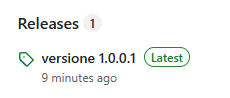 Releases 1
versione 1.0.0.1 Latest
9 minutes ago